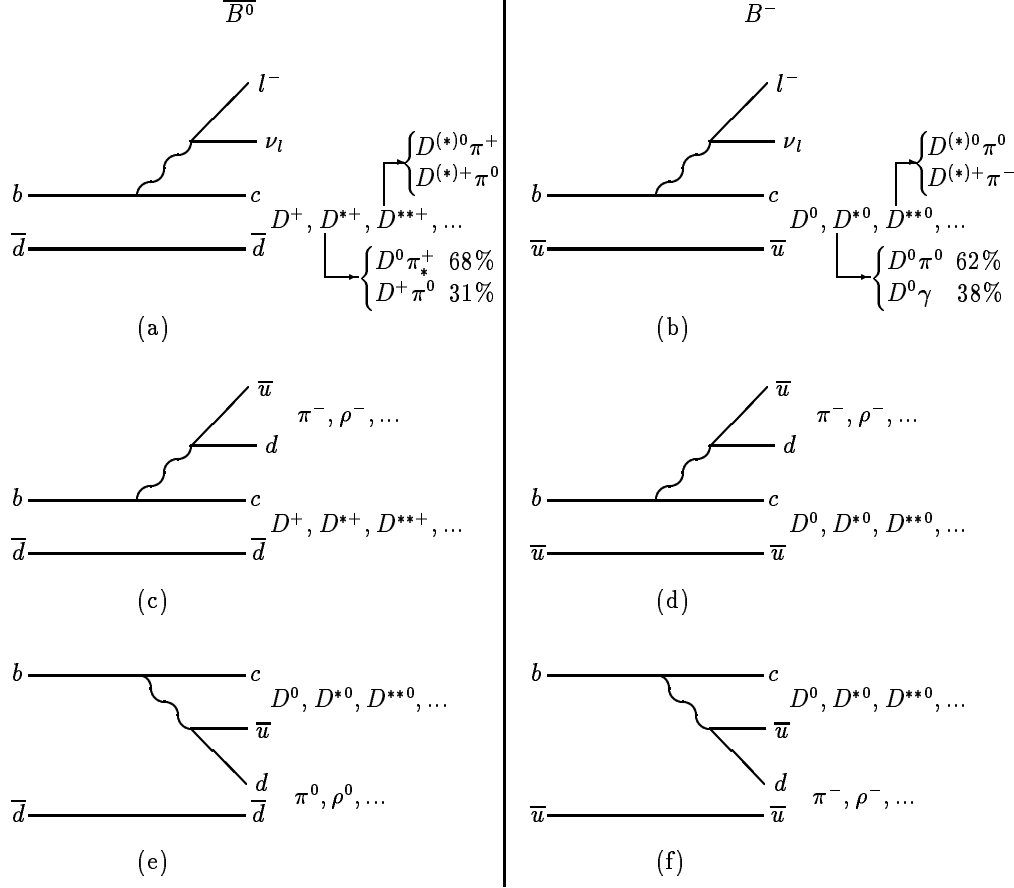 B̅⁰ B⁻
l⁻ l⁻
ν_l ν_l
D⁽*⁾⁰π⁺ D⁽*⁾⁰π⁰
D⁽*⁾⁺π⁰ D⁽*⁾⁺π⁻
b c b c
D⁺, D*⁺, D**⁺, ... D⁰, D*⁰, D**⁰, ...
d̅ d̅ u̅ u̅
D⁰π⁺ 68% D⁰π⁰ 62%
*
D⁺π⁰ 31% D⁰γ 38%
(a) (b)
u̅ u̅
π⁻, ρ⁻, ... π⁻, ρ⁻, ...
d d
b c b c
D⁺, D*⁺, D**⁺, ... D⁰, D*⁰, D**⁰, ...
d̅ d̅ u̅ u̅
(c) (d)
b c b c
D⁰, D*⁰, D**⁰, ... D⁰, D*⁰, D**⁰, ...
u̅ u̅
d d
π⁰, ρ⁰, ... π⁻, ρ⁻, ...
d̅ d̅ u̅ u̅
(e) (f)